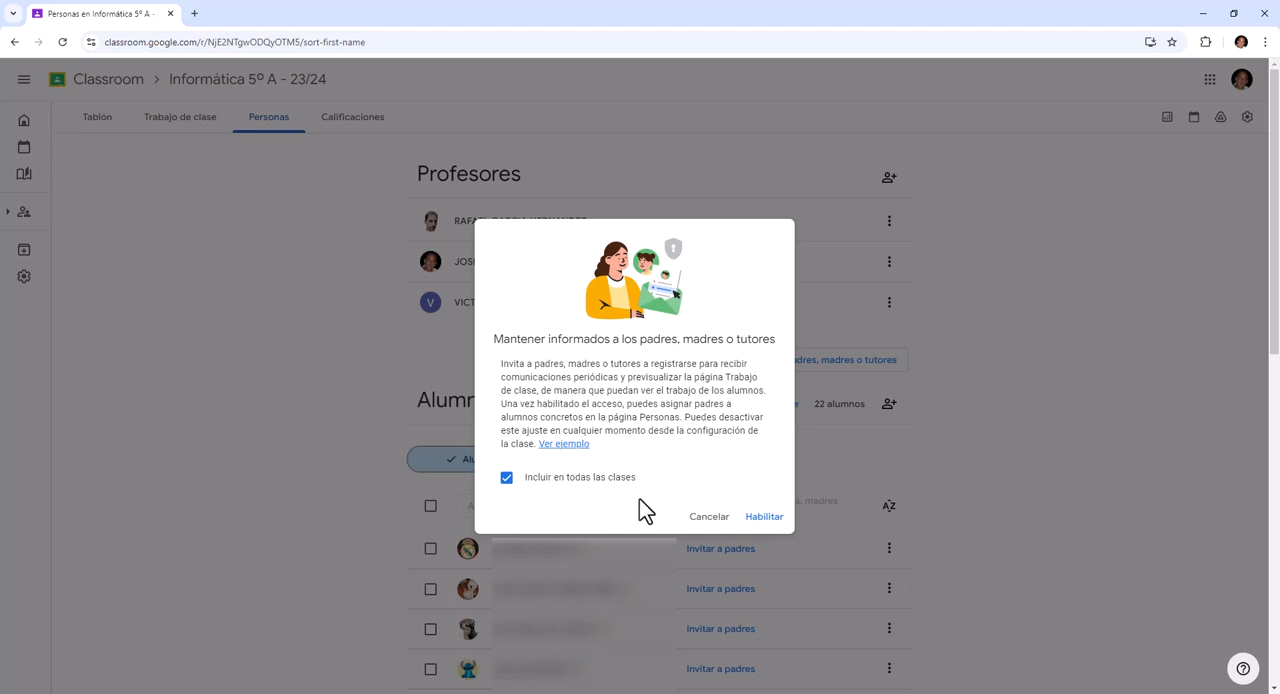 Personas en Informática 5º A -
classroom.google.com/r/NjE2NTgwODQyOTM5/sort-first-name
Classroom > Informática 5º A - 23/24
Tablón Trabajo de clase Personas Calificaciones
Profesores
V
Mantener informados a los padres, madres o tutores
Invita a padres, madres o tutores a registrarse para recibir
comunicaciones periódicas y previsualizar la página Trabajo
de clase, de manera que puedan ver el trabajo de los alumnos.
Una vez habilitado el acceso, puedes asignar padres a
alumnos concretos en la página Personas. Puedes desactivar
este ajuste en cualquier momento desde la configuración de
la clase. Ver ejemplo
Incluir en todas las clases
Cancelar Habilitar
madres o tutores
22 alumnos
madres
Invitar a padres
Invitar a padres
Invitar a padres
Invitar a padres